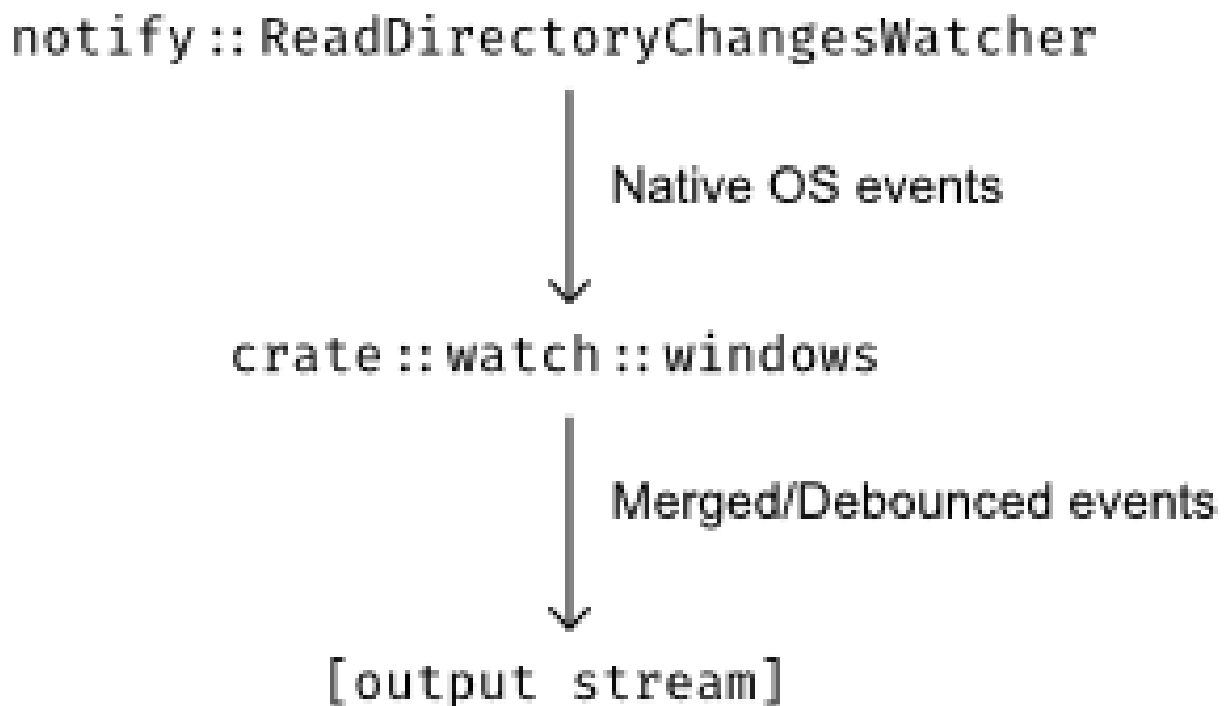 notify::ReadDirectoryChangesWatcher
Native OS events
crate::watch::windows
Merged/Debounced events
[output stream]